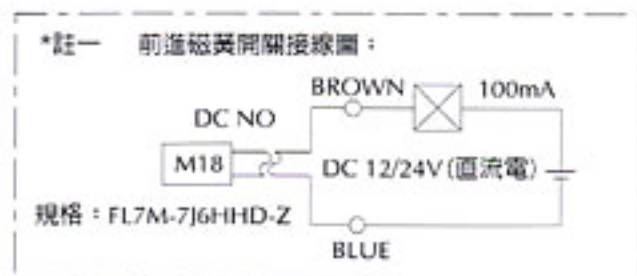 *註一 前進磁簧開關接線圖：
BROWN 100mA
DC NO
M18 DC 12/24V (直流電)
規格：FL7M-7J6HHD-Z
BLUE